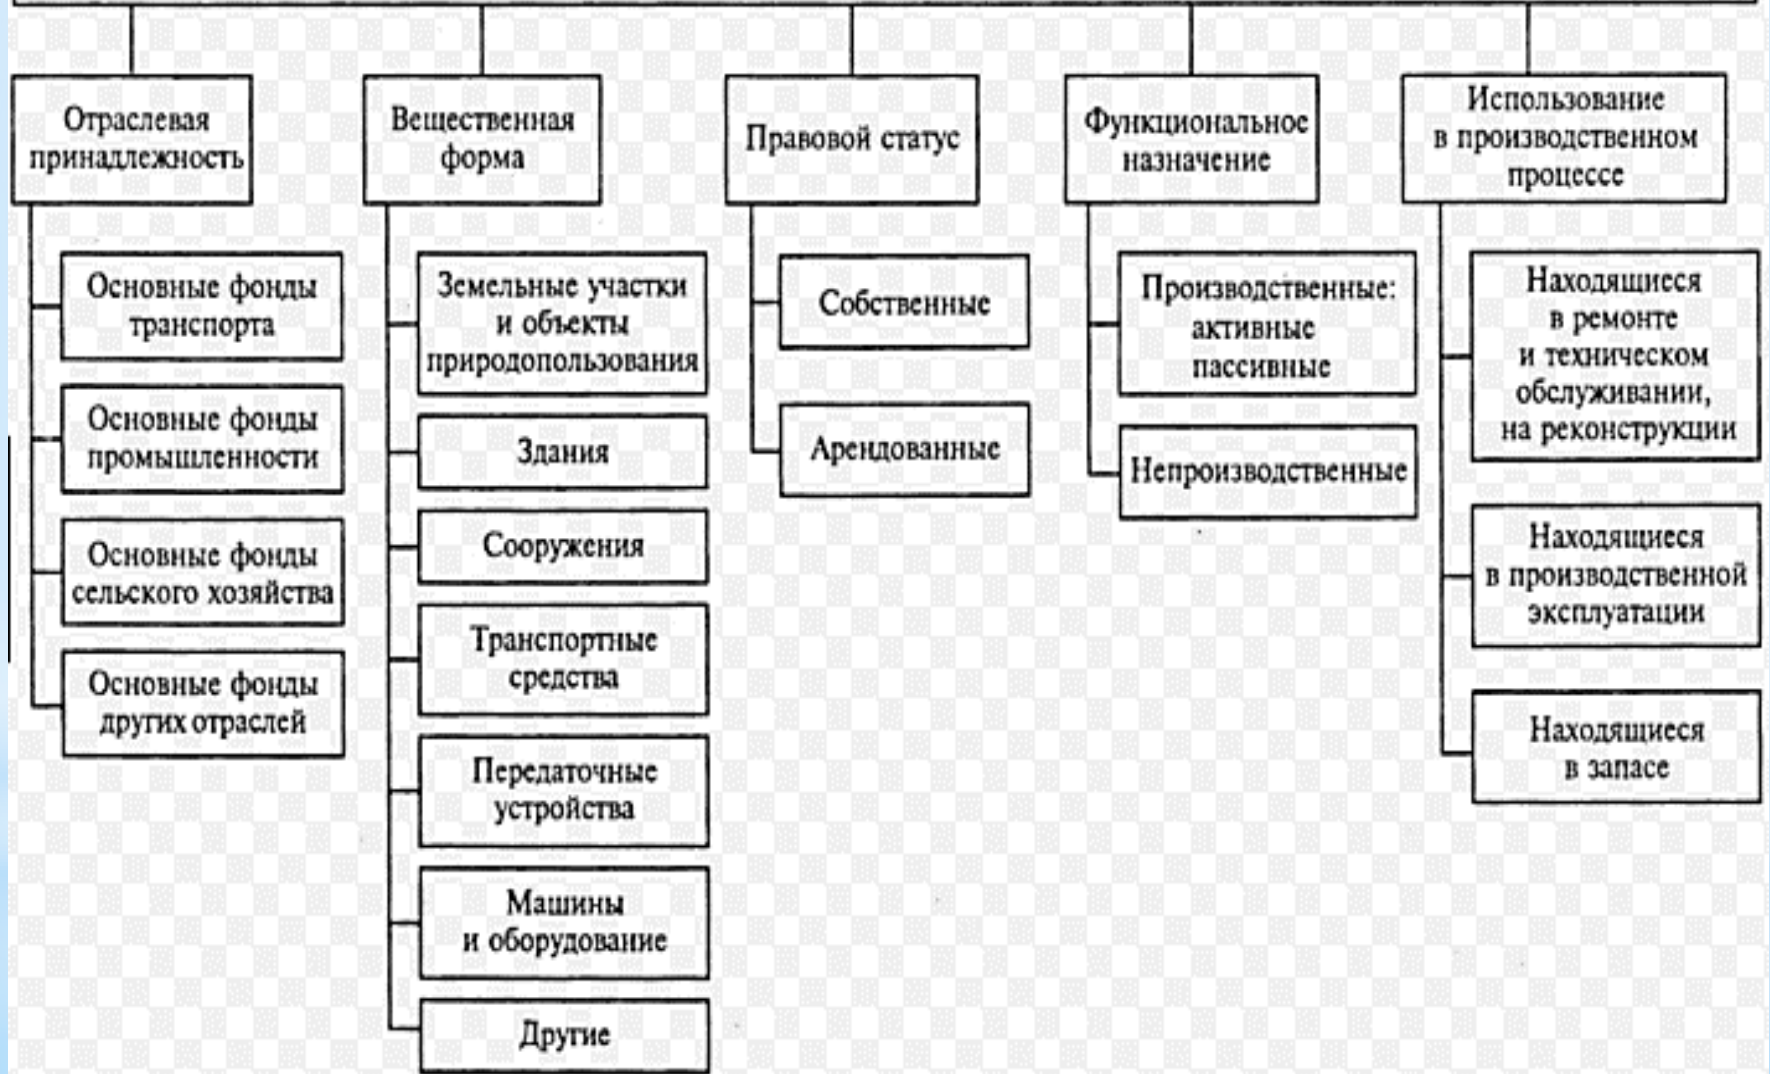 Отраслевая
принадлежность
Основные фонды
транспорта
Основные фонды
промышленности
Основные фонды
сельского хозяйства
Основные фонды
других отраслей
Вещественная
форма
Земельные участки
и объекты
природопользования
Здания
Сооружения
Транспортные
средства
Передаточные
устройства
Машины
и оборудование
Другие
Правовой статус
Собственные
Арендованные
Функциональное
назначение
Производственные:
активные
пассивные
Непроизводственные
Использование
в производственном
процессе
Находящиеся
в ремонте
и техническом
обслуживании,
на реконструкции
Находящиеся
в производственной
эксплуатации
Находящиеся
в запасе